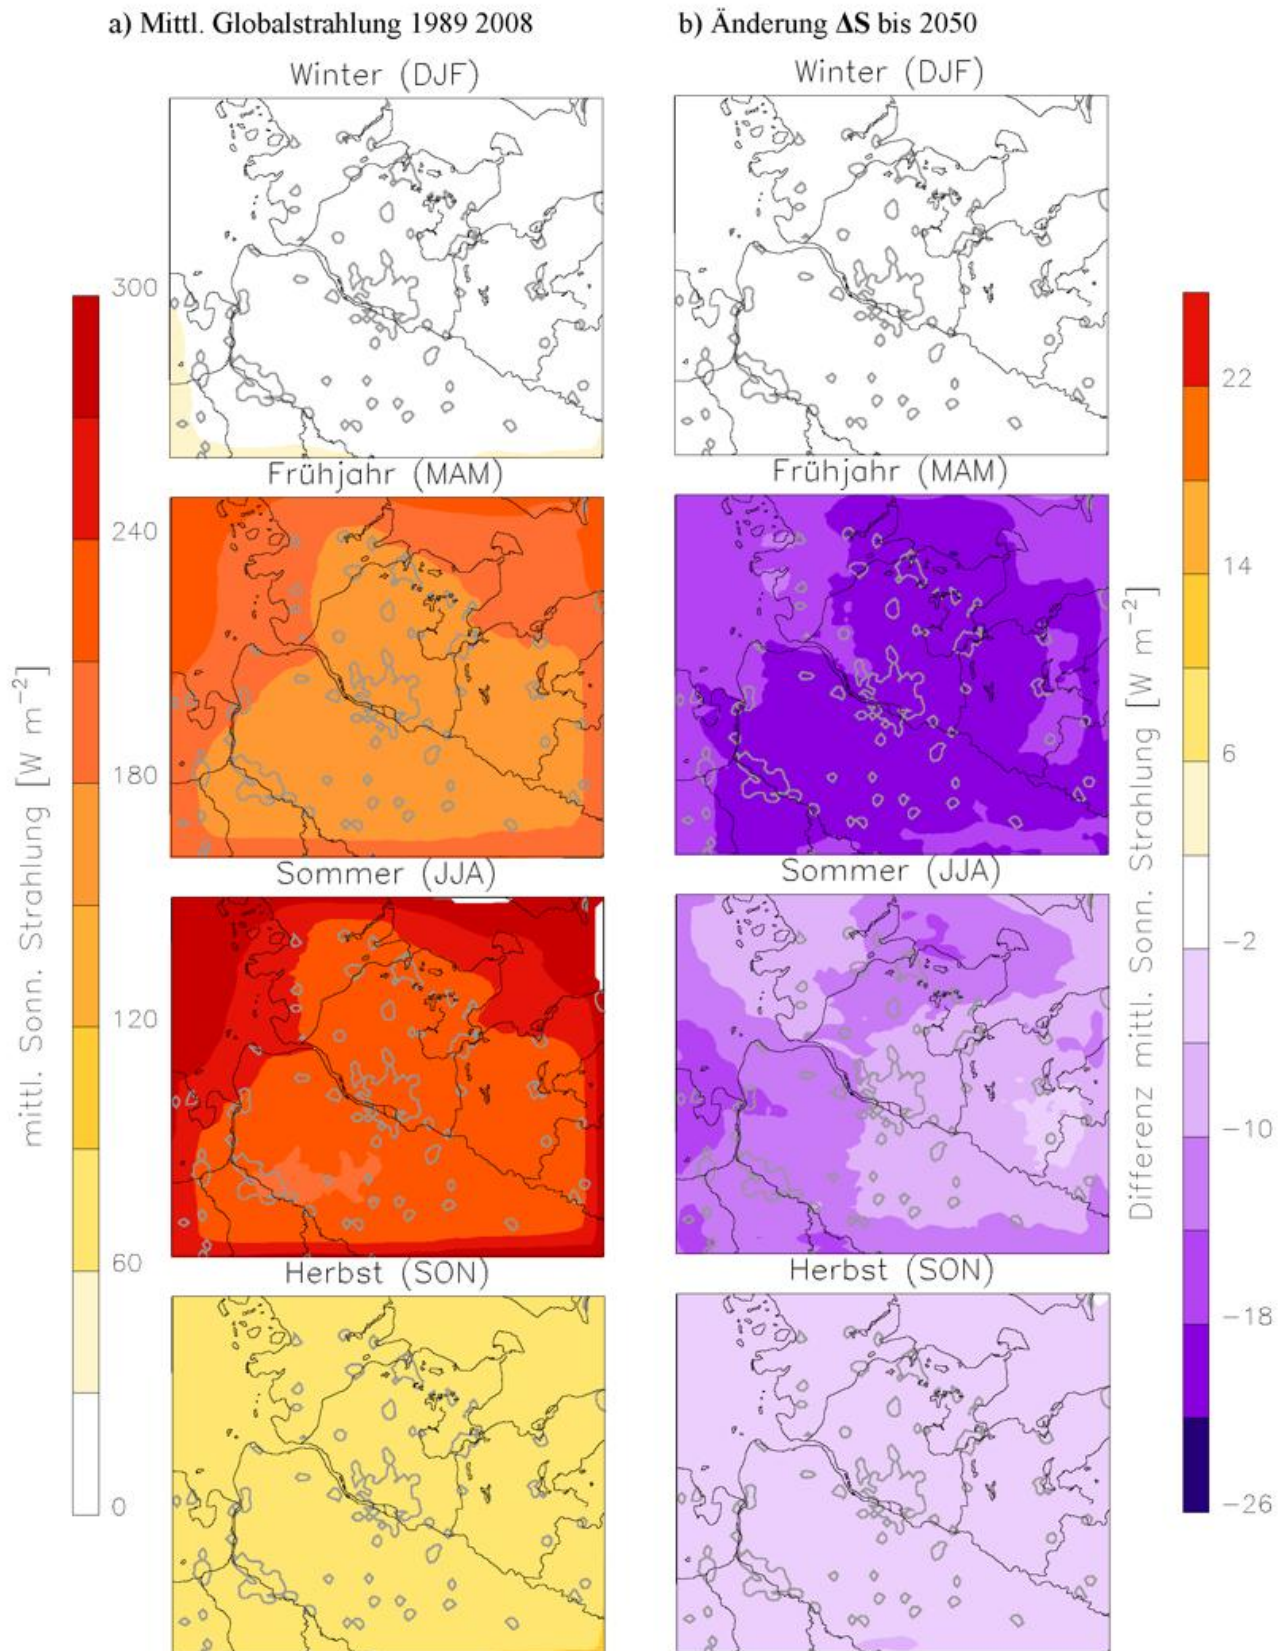 a) Mittl. Globalstrahlung 1989 2008
b) Änderung ΔS bis 2050
Winter (DJF)
Winter (DJF)
Frühjahr (MAM)
Frühjahr (MAM)
Sommer (JJA)
Sommer (JJA)
Herbst (SON)
Herbst (SON)
mittl. Sonn. Strahlung [W m⁻²]
300
240
180
120
60
0
Differenz mittl. Sonn. Strahlung [W m⁻²]
22
14
6
−2
−10
−18
−26